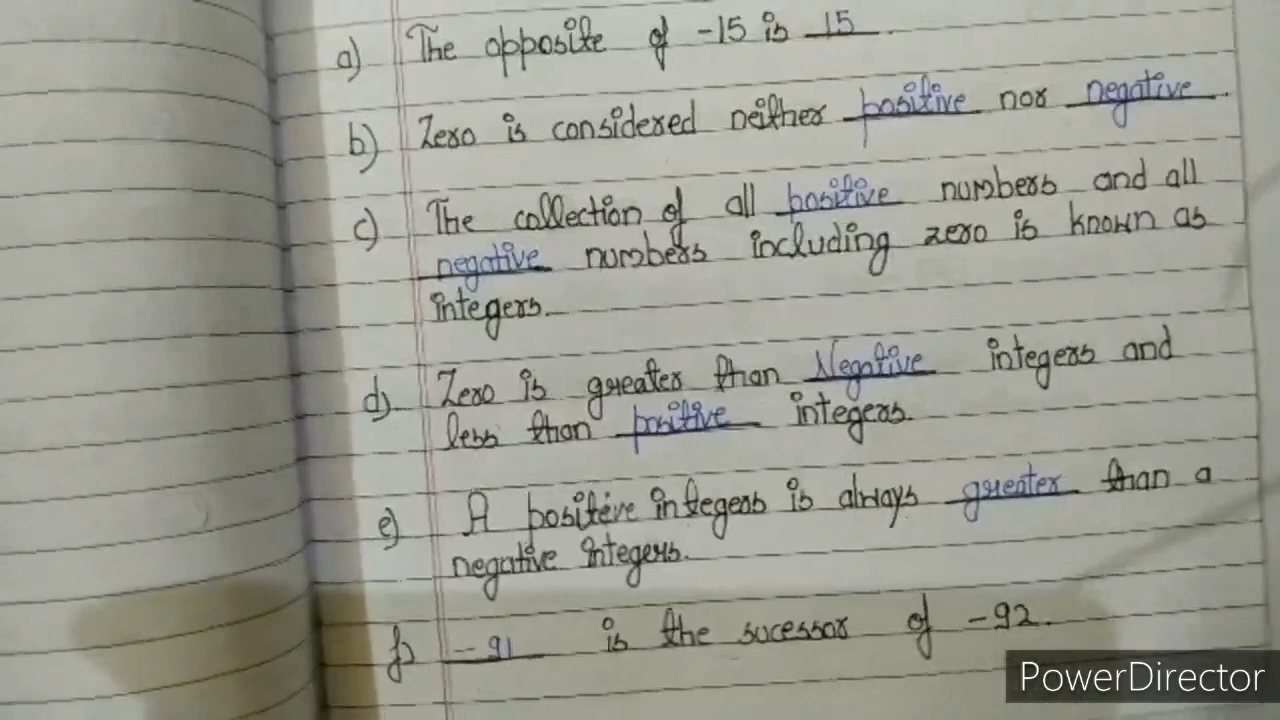 a) The opposite of -15 is 15.
b) Zero is considered neither positive nor negative.
c) The collection of all positive numbers and all
negative numbers including zero is known as
integers.
d) Zero is greater than Negative integers and
less than positive integers.
e) A positive integers is always greater than a
negative integers.
f) -91 is the sucessor of -92.
PowerDirector